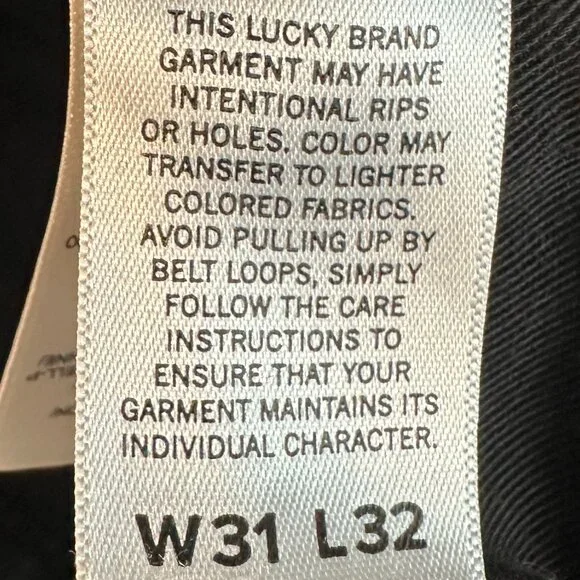 THIS LUCKY BRAND
GARMENT MAY HAVE
INTENTIONAL RIPS
OR HOLES. COLOR MAY
TRANSFER TO LIGHTER
COLORED FABRICS.
AVOID PULLING UP BY
BELT LOOPS, SIMPLY
FOLLOW THE CARE
INSTRUCTIONS TO
ENSURE THAT YOUR
GARMENT MAINTAINS ITS
INDIVIDUAL CHARACTER.
W31 L32